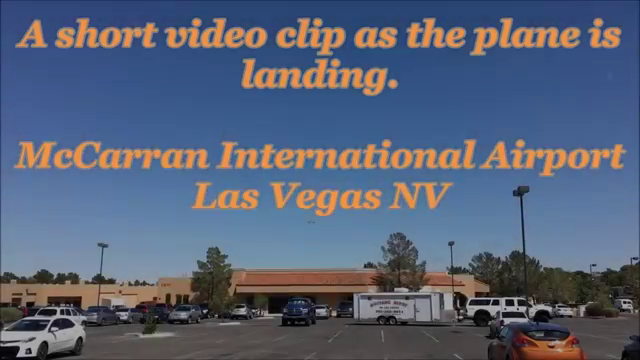 A short video clip as the plane is
landing.
McCarran International Airport
Las Vegas NV